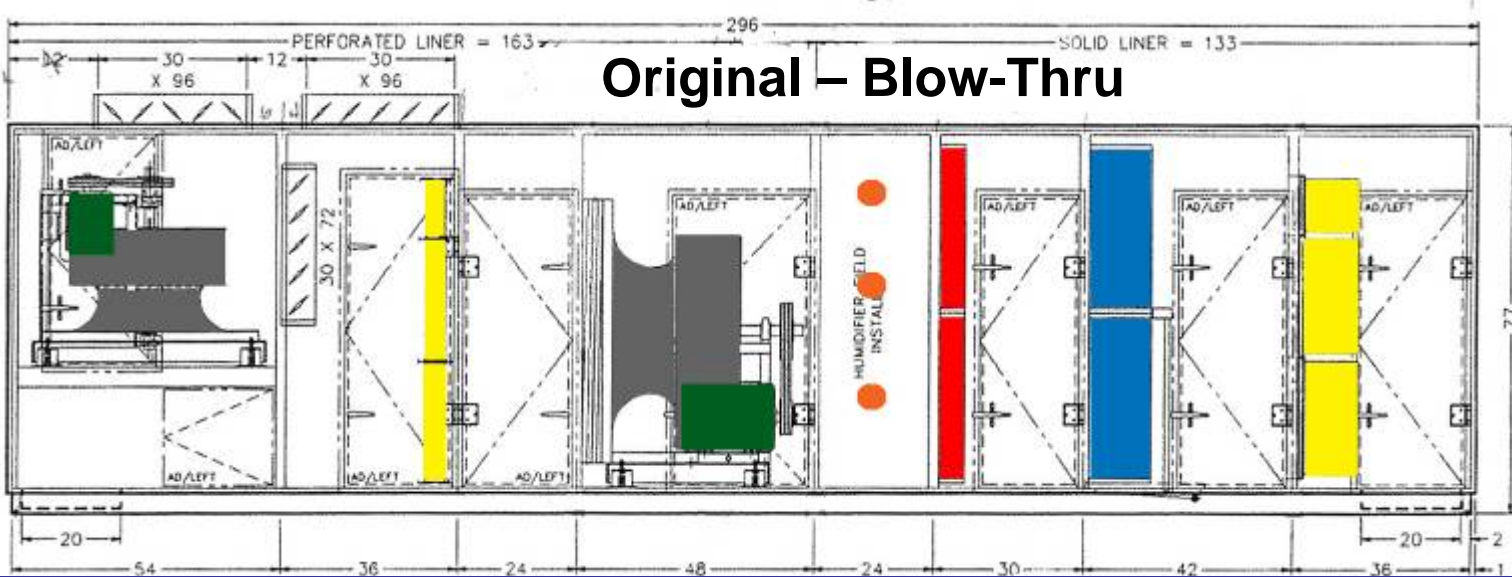 296
PERFORATED LINER = 163
SOLID LINER = 133
12
30
12
30
X 96
X 96
Original – Blow-Thru
6
AD/LEFT
30 X 72
AD/LEFT
AD/LEFT
AD/LEFT
AD/LEFT
HUMIDIFIER FIELD
INSTALL
77
AD/LEFT
AD/LEFT
AD/LEFT
20
20
2
54
36
24
48
24
30
42
36
1